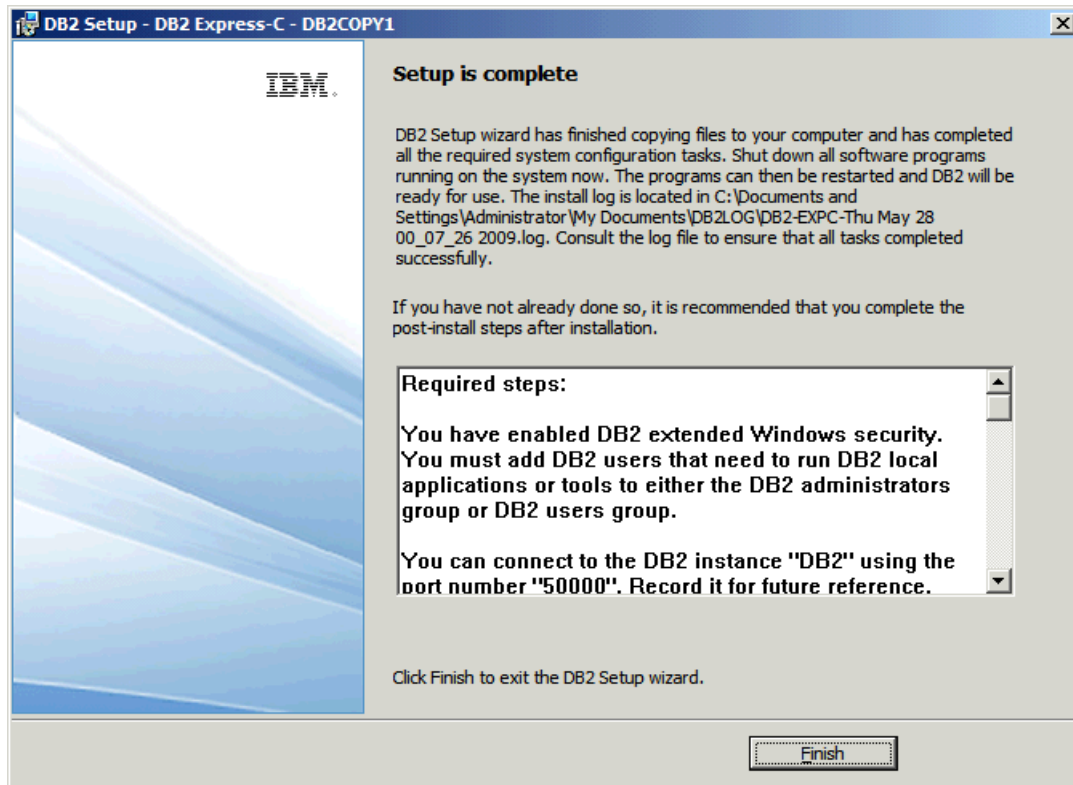 DB2 Setup - DB2 Express-C - DB2COPY1
IBM.
Setup is complete
DB2 Setup wizard has finished copying files to your computer and has completed
all the required system configuration tasks. Shut down all software programs
running on the system now. The programs can then be restarted and DB2 will be
ready for use. The install log is located in C:\Documents and
Settings\Administrator\My Documents\DB2LOG\DB2-EXPC-Thu May 28
00_07_26 2009.log. Consult the log file to ensure that all tasks completed
successfully.
If you have not already done so, it is recommended that you complete the
post-install steps after installation.
Required steps:
You have enabled DB2 extended Windows security.
You must add DB2 users that need to run DB2 local
applications or tools to either the DB2 administrators
group or DB2 users group.
You can connect to the DB2 instance "DB2" using the
port number "50000". Record it for future reference.
Click Finish to exit the DB2 Setup wizard.
Finish